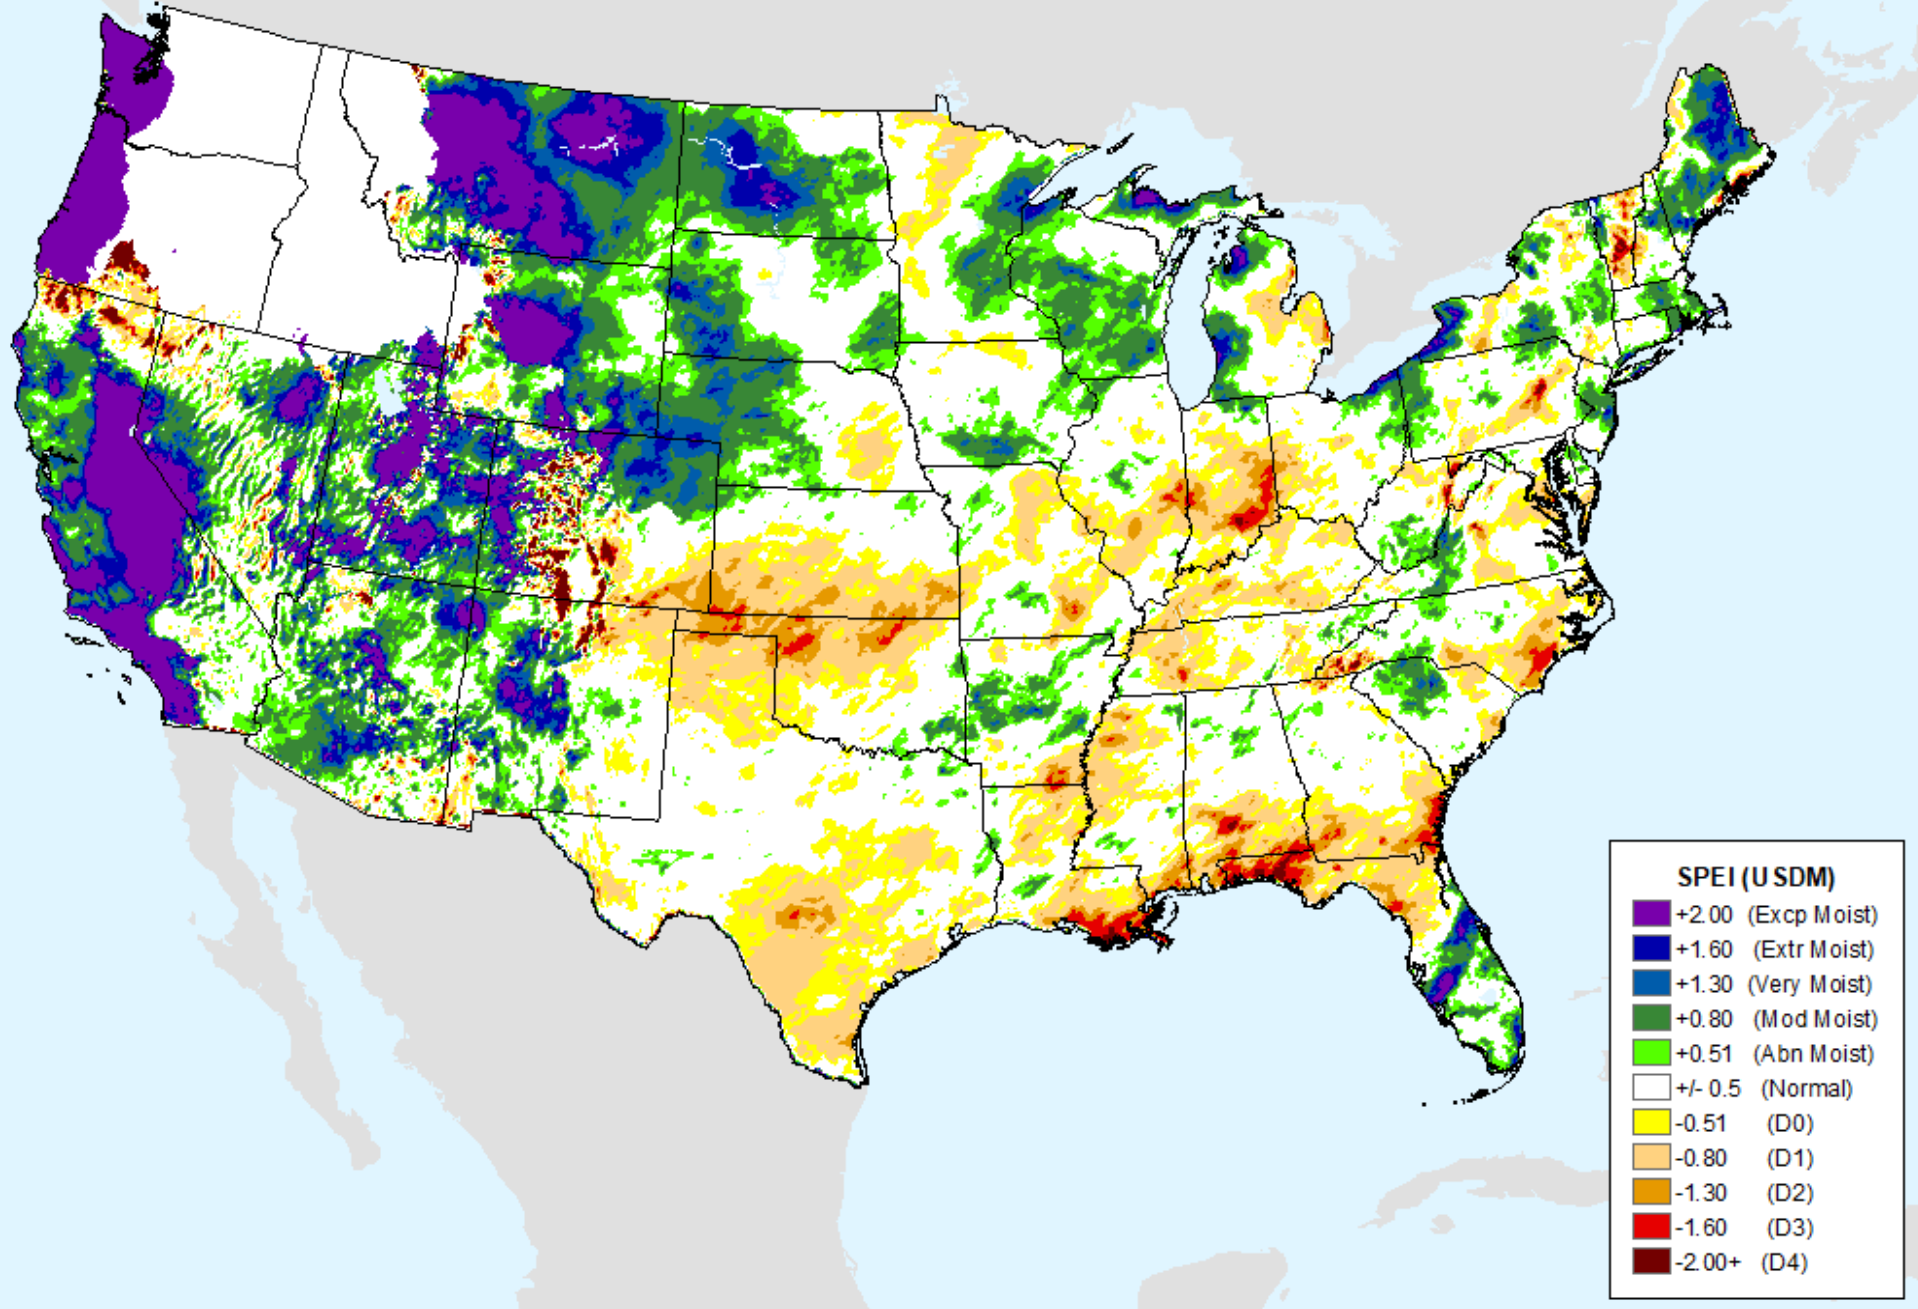 SPEI (USDM)
+2.00 (Excp Moist)
+1.60 (Extr Moist)
+1.30 (Very Moist)
+0.80 (Mod Moist)
+0.51 (Abn Moist)
+/- 0.5 (Normal)
-0.51 (D0)
-0.80 (D1)
-1.30 (D2)
-1.60 (D3)
-2.00+ (D4)